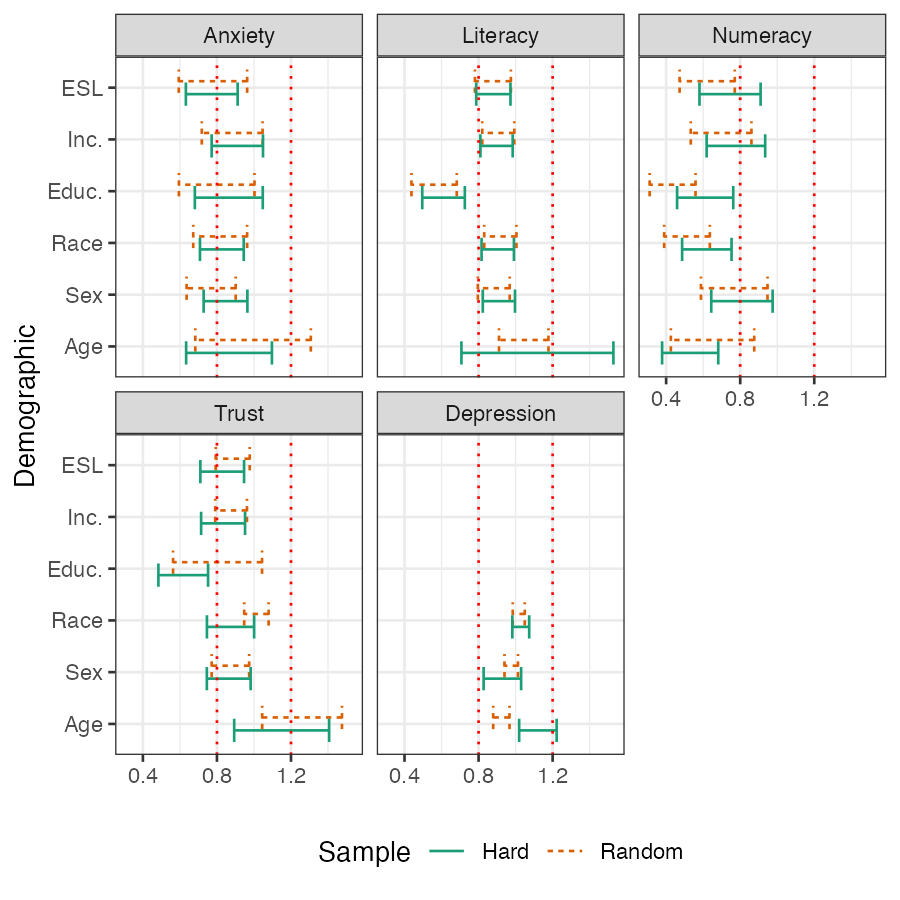 Anxiety Literacy Numeracy
ESL
Inc.
Educ.
Race
Sex
Age
0.4 0.8 1.2
Demographic
Trust Depression
ESL
Inc.
Educ.
Race
Sex
Age
0.4 0.8 1.2 0.4 0.8 1.2
Sample Hard Random